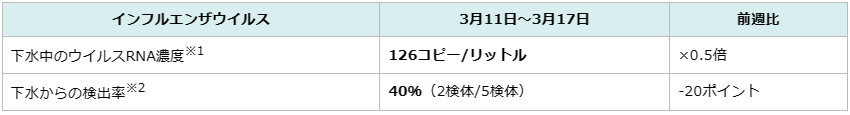 インフルエンザウイルス 3月11日～3月17日 前週比
下水中のウイルスRNA濃度※1 126コピー/リットル ×0.5倍
下水からの検出率※2 40%（2検体/5検体） -20ポイント